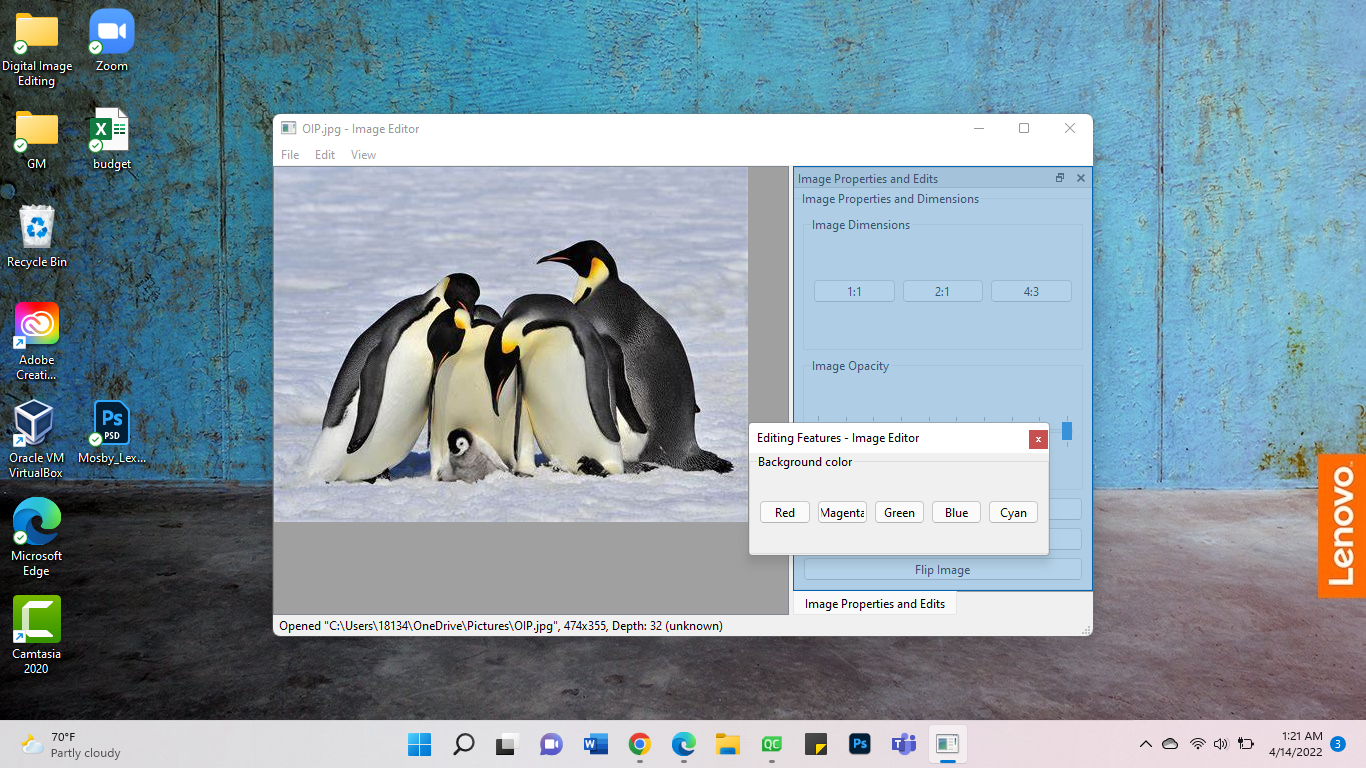 Digital Image
Editing
Zoom
GM
budget
Recycle Bin
Adobe
Creati...
Oracle VM
VirtualBox
Ps
PSD
Mosby_Lex...
Microsoft
Edge
Camtasia
2020
OIP.jpg - Image Editor
File Edit View
Image Properties and Edits
Image Properties and Dimensions
Image Dimensions
1:1 2:1 4:3
Image Opacity
Editing Features - Image Editor
Background color
Red Magenta Green Blue Cyan
Flip Image
Image Properties and Edits
Opened "C:\Users\18134\OneDrive\Pictures\OIP.jpg", 474x355, Depth: 32 (unknown)
Lenovo
70°F
Partly cloudy
QC
Ps
1:21 AM
4/14/2022
3